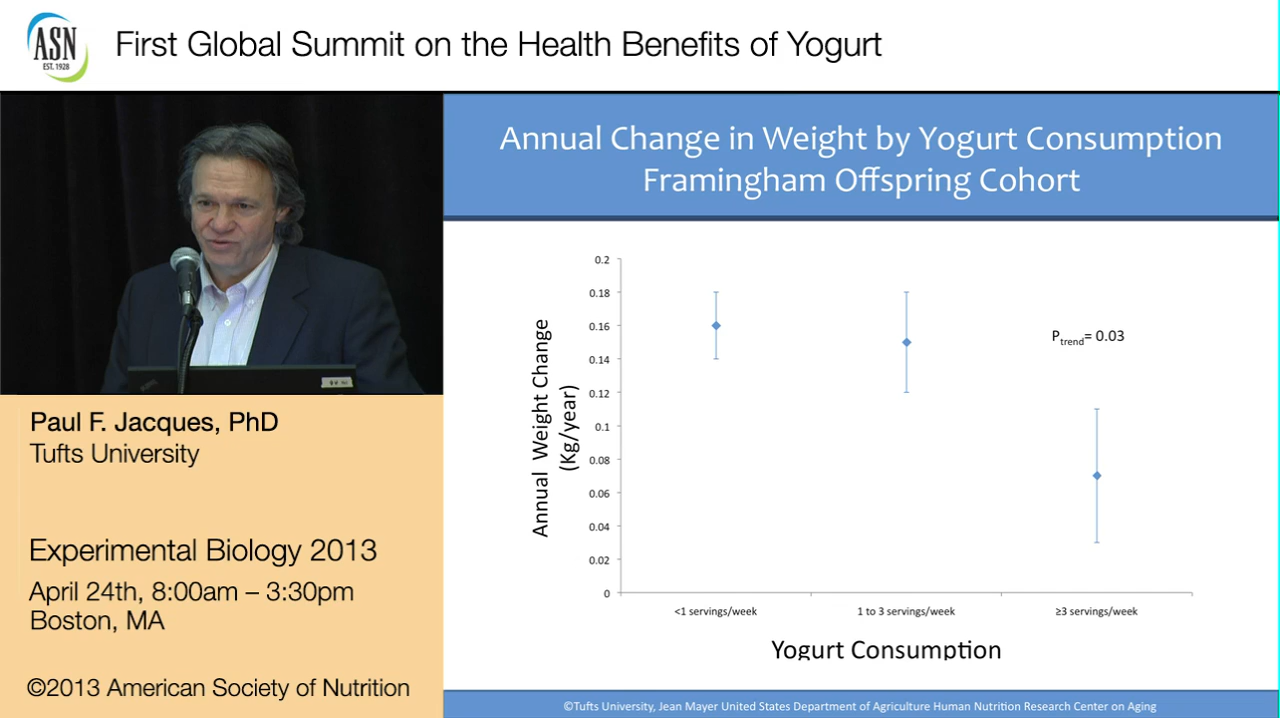 ASN
EST. 1928
First Global Summit on the Health Benefits of Yogurt
Annual Change in Weight by Yogurt Consumption
Framingham Offspring Cohort
Paul F. Jacques, PhD
Tufts University
Experimental Biology 2013
April 24th, 8:00am – 3:30pm
Boston, MA
©2013 American Society of Nutrition
Annual Weight Change
(Kg/year)
0.2
0.18
0.16
0.14
0.12
0.1
0.08
0.06
0.04
0.02
0
Ptrend= 0.03
<1 servings/week
1 to 3 servings/week
≥3 servings/week
Yogurt Consumption
©Tufts University, Jean Mayer United States Department of Agriculture Human Nutrition Research Center on Aging